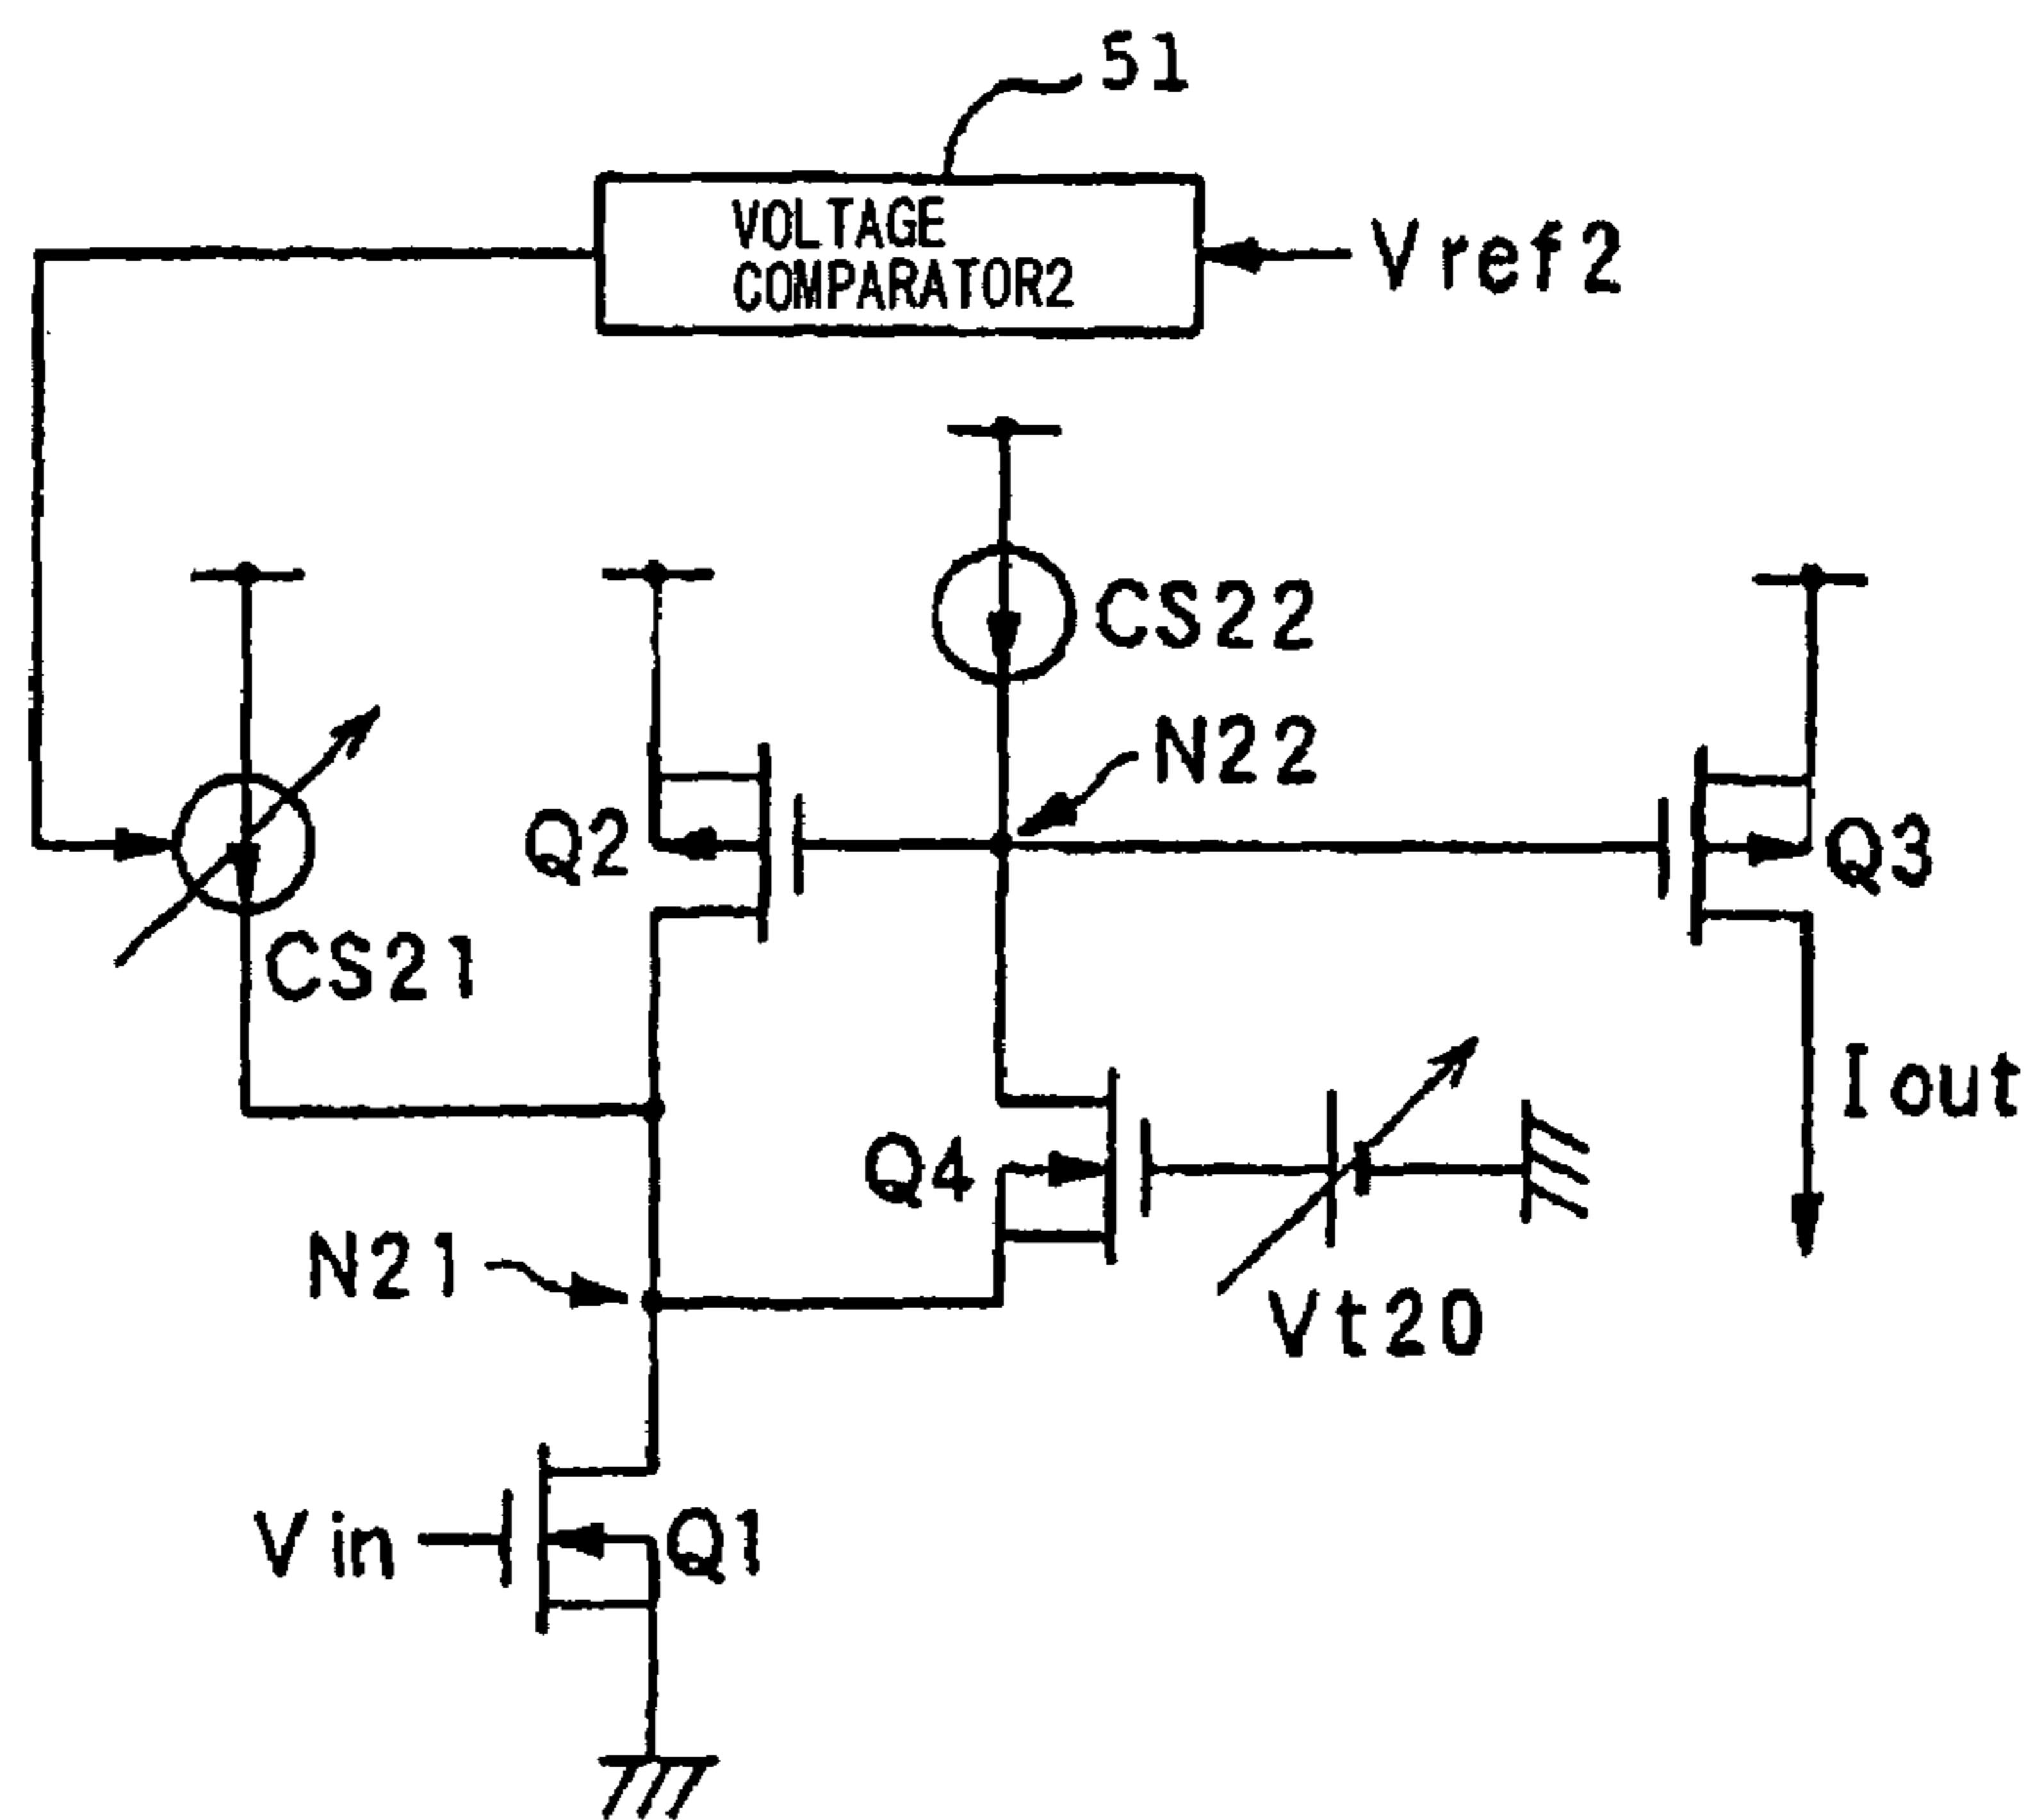 51
VOLTAGE
COMPARATOR2
Vref2
CS22
N22
Q2
Q3
CS21
Iout
Q4
N21
Vt20
Vin
Q1